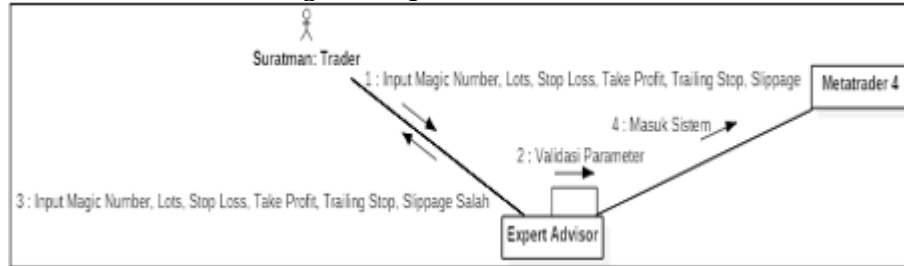 Suratman: Trader
1 : Input Magic Number, Lots, Stop Loss, Take Profit, Trailing Stop, Slippage
Metatrader 4
4 : Masuk Sistem
2 : Validasi Parameter
3 : Input Magic Number, Lots, Stop Loss, Take Profit, Trailing Stop, Slippage Salah
Expert Advisor